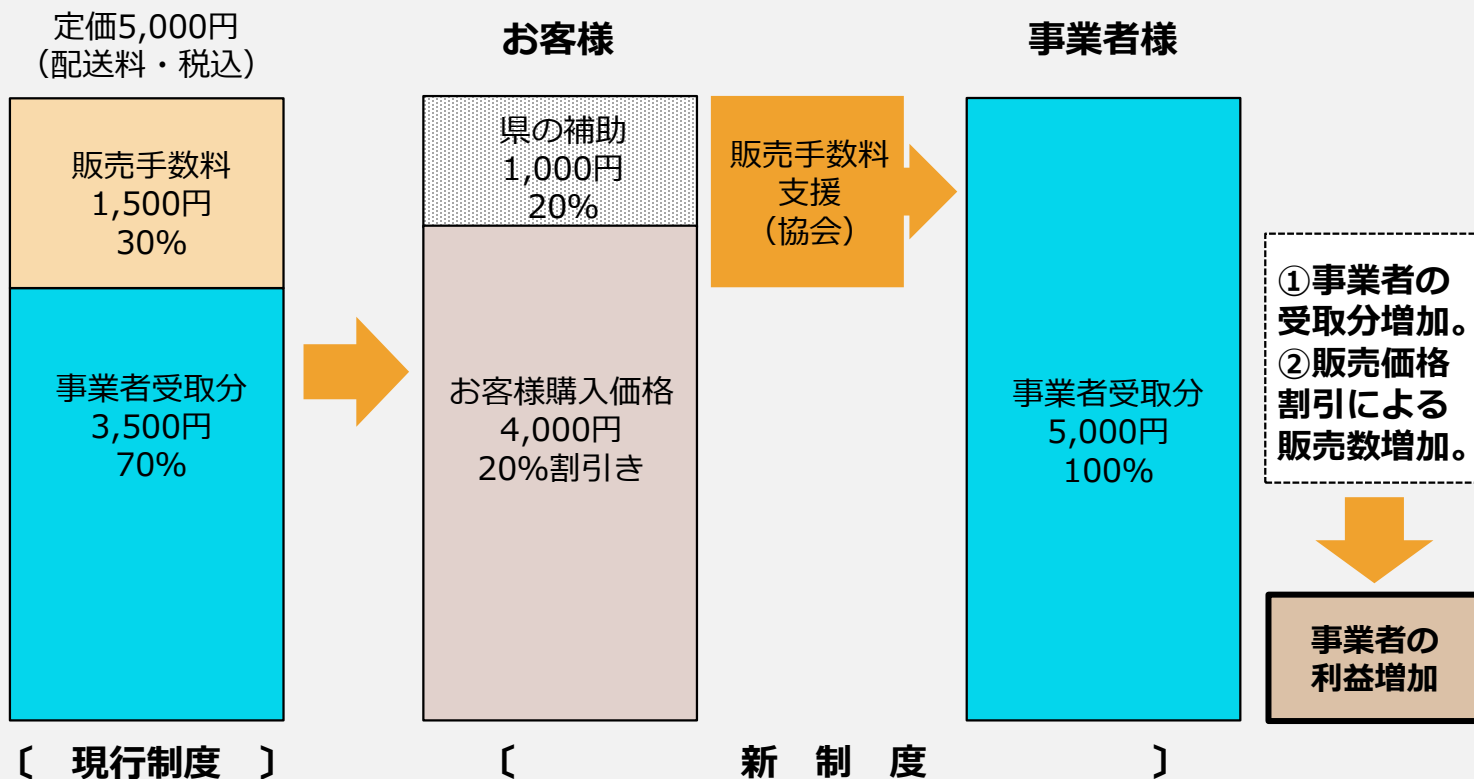 定価5,000円
（配送料・税込）
販売手数料
1,500円
30%
事業者受取分
3,500円
70%
〔　現行制度　〕
お客様
県の補助
1,000円
20%
お客様購入価格
4,000円
20%割引き
販売手数料
支援
（協会）
事業者様
事業者受取分
5,000円
100%
①事業者の
受取分増加。
②販売価格
割引による
販売数増加。
事業者の
利益増加
〔　新　制　度　〕